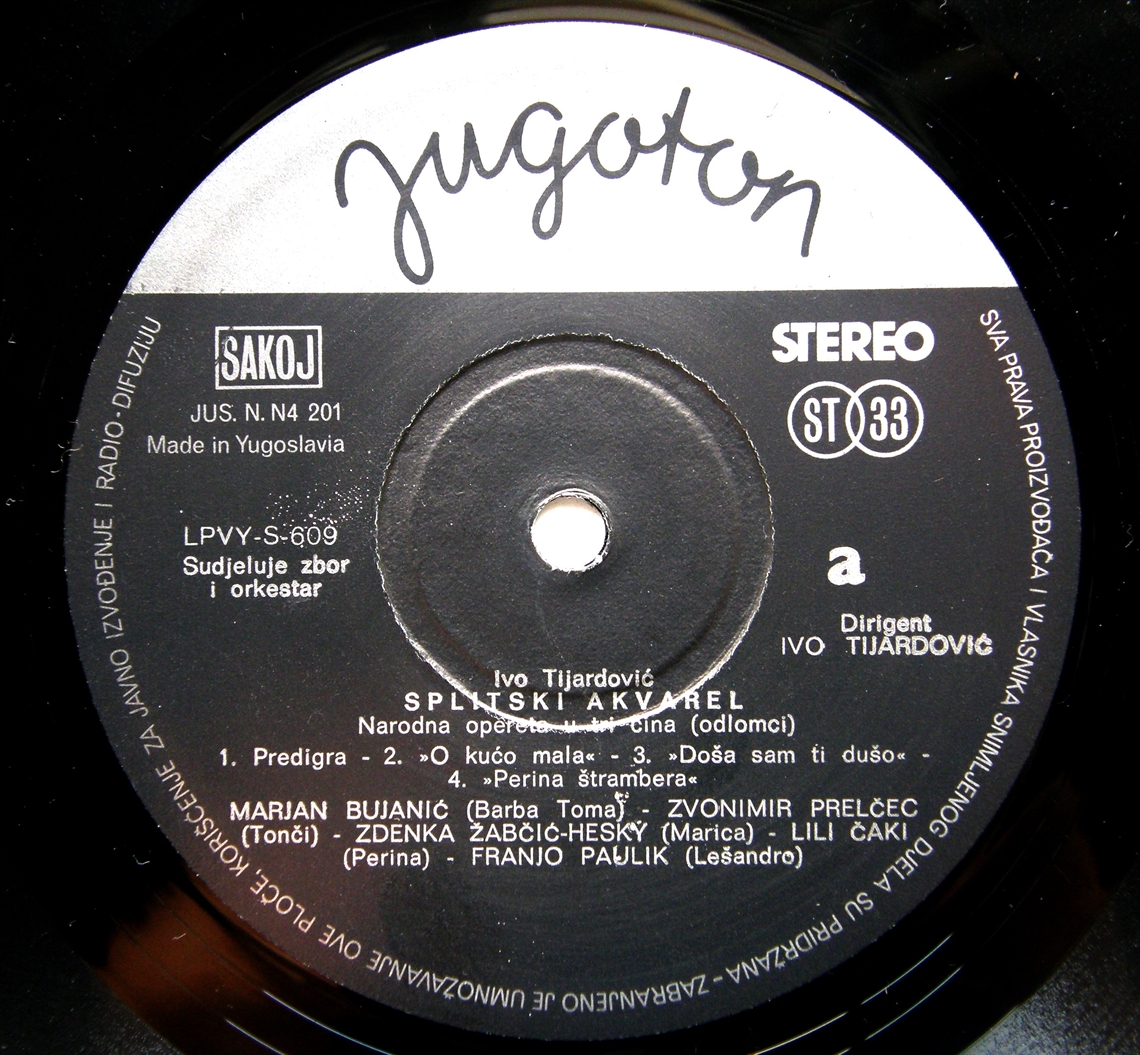 jugoton
SAKOJ
JUS. N. N4 201
Made in Yugoslavia
STEREO
ST 33
LPVY-S-609
Sudjeluje zbor
i orkestar
a
Dirigent
IVO TIJARDOVIĆ
Ivo Tijardović
SPLITSKI AKVAREL
Narodna opereta u tri čina (odlomci)
1. Predigra - 2. »O kućo mala« - 3. »Doša sam ti dušo« -
4. »Perina štrambera«
MARJAN BUJANIĆ (Barba Toma) - ZVONIMIR PRELČEC
(Tonči) - ZDENKA ŽABČIĆ-HESKY (Marica) - LILI ČAKI
(Perina) - FRANJO PAULIK (Lešandro)
SVA PRAVA PROIZVOĐAČA I VLASNIKA SNIMLJENOG DJELA SU PRIDRŽANA - ZABRANJENO JE UMNOŽAVANJE OVE PLOČE, KORIŠĆENJE ZA JAVNO IZVOĐENJE I RADIO-DIFUZIJU